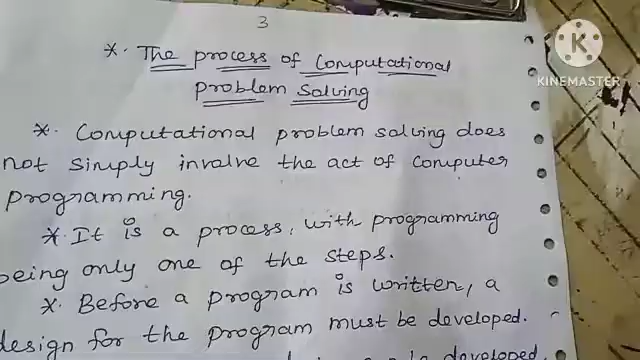 3
*. The process of Computational
problem Solving
*. Computational problem solving does
not simply involve the act of computer
programming.
*. It is a process, with programming
being only one of the steps.
*. Before a program is written, a
design for the program must be developed.
developed
K
KINEMASTER